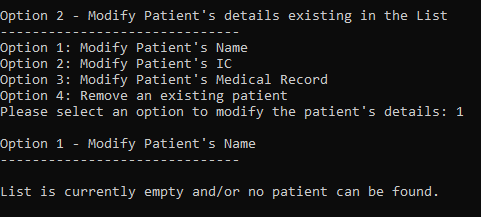 Option 2 - Modify Patient's details existing in the List
------------------------------
Option 1: Modify Patient's Name
Option 2: Modify Patient's IC
Option 3: Modify Patient's Medical Record
Option 4: Remove an existing patient
Please select an option to modify the patient's details: 1
Option 1 - Modify Patient's Name
------------------------------
List is currently empty and/or no patient can be found.